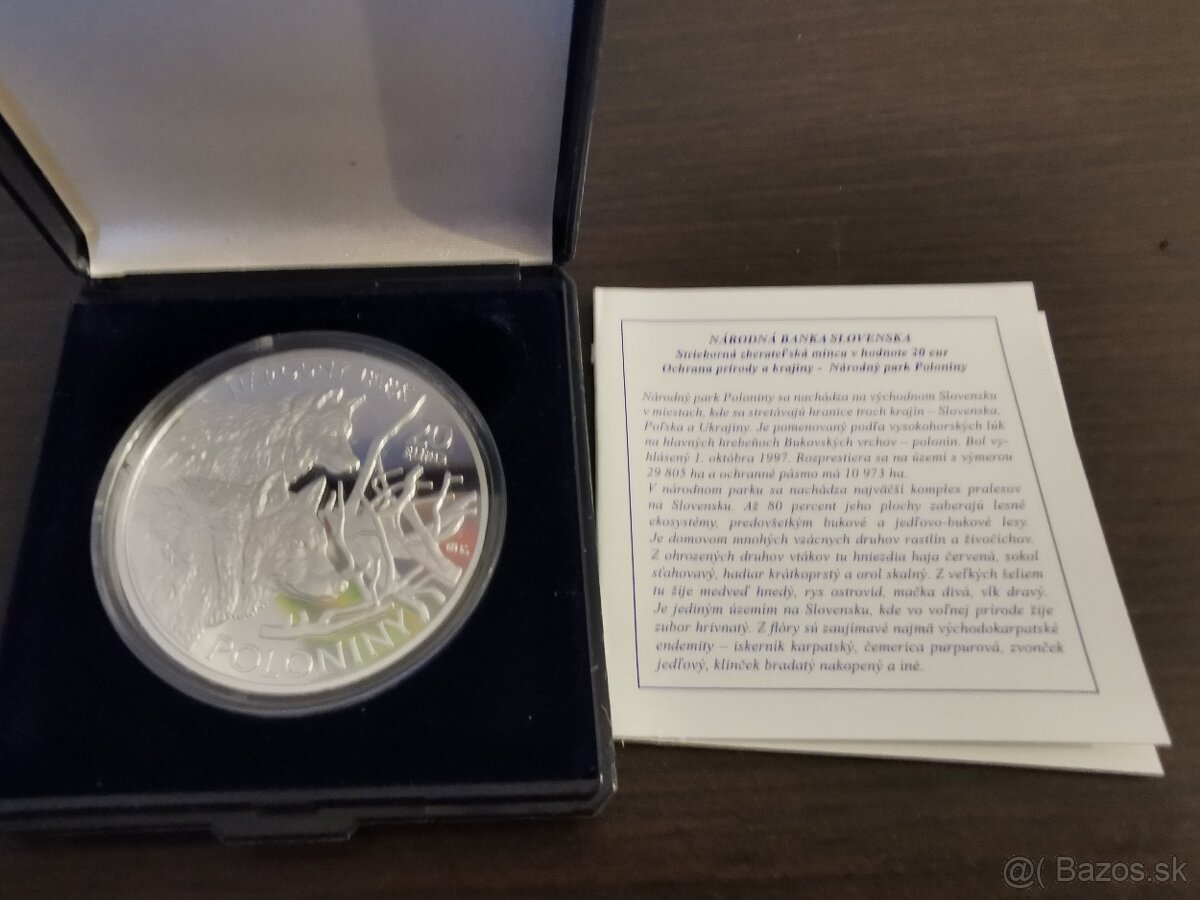 NÁRODNÝ PARK
20
POLONINY
NÁRODNÁ BANKA SLOVENSKA
Strieborná zberateľská minca v hodnote 20 eur
Ochrana prírody a krajiny - Národný park Poloniny
Národný park Poloniny sa nachádza na východnom Slovensku
v miestach, kde sa stretávajú hranice troch krajín – Slovenska,
Poľska a Ukrajiny. Je pomenovaný podľa vysokohorských lúk
na hlavných hrebeňoch Bukovských vrchov – polonín. Bol vy-
hlásený 1. októbra 1997. Rozprestiera sa na území s výmerou
29 805 ha a ochranné pásmo má 10 973 ha.
V národnom parku sa nachádza najväčší komplex pralesov
na Slovensku. Až 80 percent jeho plochy zaberajú lesné
ekosystémy, predovšetkým bukové a jedľovo-bukové lesy.
Je domovom mnohých vzácnych druhov rastlín a živočíchov.
Z ohrozených druhov vtákov tu hniezdia haja červená, sokol
sťahovavý, hadiar krátkoprstý a orol skalný. Z veľkých šeliem
tu žije medveď hnedý, rys ostrovid, mačka divá, vlk dravý.
Je jediným územím na Slovensku, kde vo voľnej prírode žije
zubor hrivnatý. Z flóry sú zaujímavé najmä východokarpatské
endemity – iskerník karpatský, čemerica purpurová, zvonček
jedľový, klinček bradatý nakopený a iné.
@( Bazos.sk